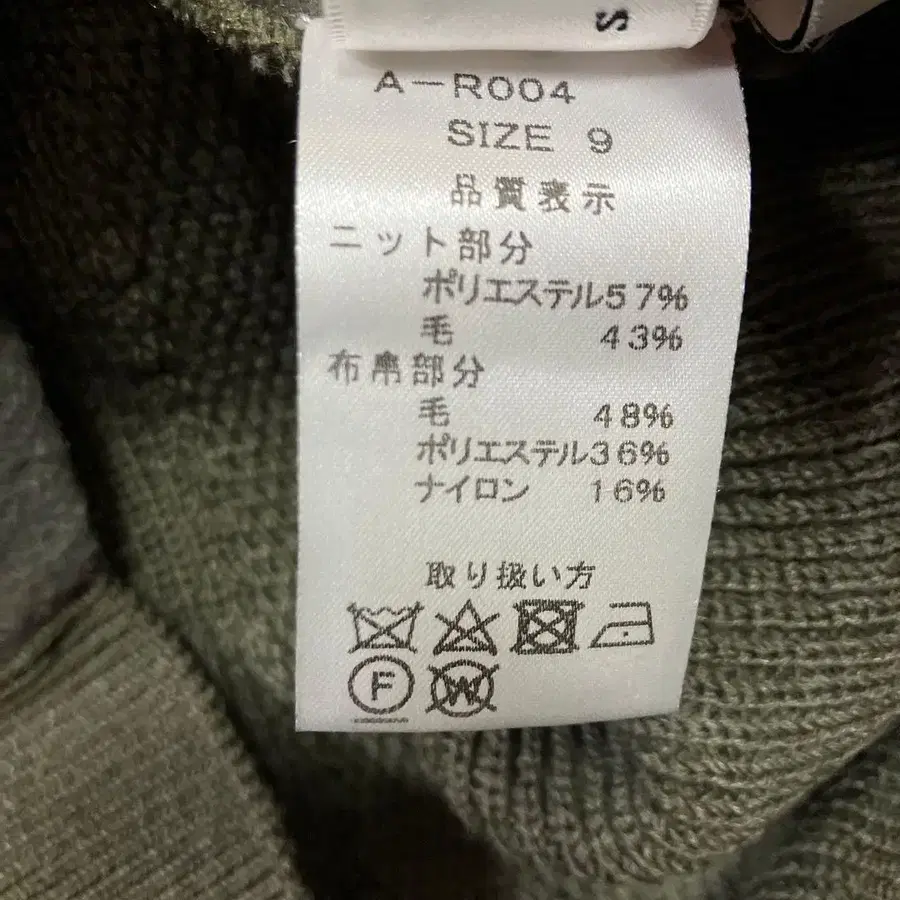 S
A-R004
SIZE 9
品質表示
ニット部分
ポリエステル57%
毛 43%
布帛部分
毛 48%
ポリエステル36%
ナイロン 16%
取り扱い方
F W